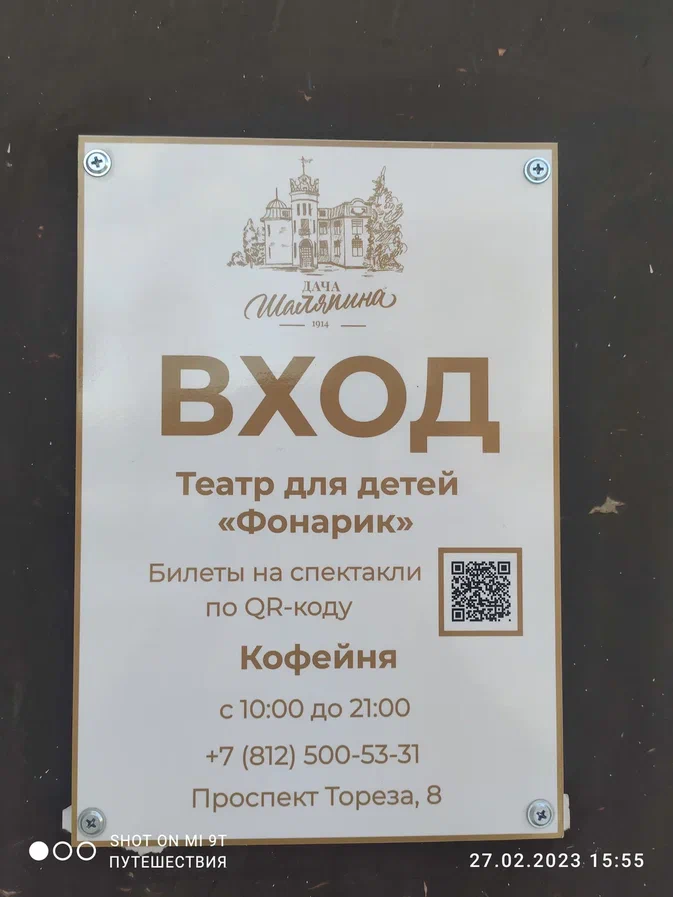 ДАЧА
Шаляпина
1914
ВХОД
Театр для детей
«Фонарик»
Билеты на спектакли
по QR-коду
Кофейня
с 10:00 до 21:00
+7 (812) 500-53-31
Проспект Тореза, 8
SHOT ON MI 9T
ПУТЕШЕСТВИЯ
27.02.2023 15:55